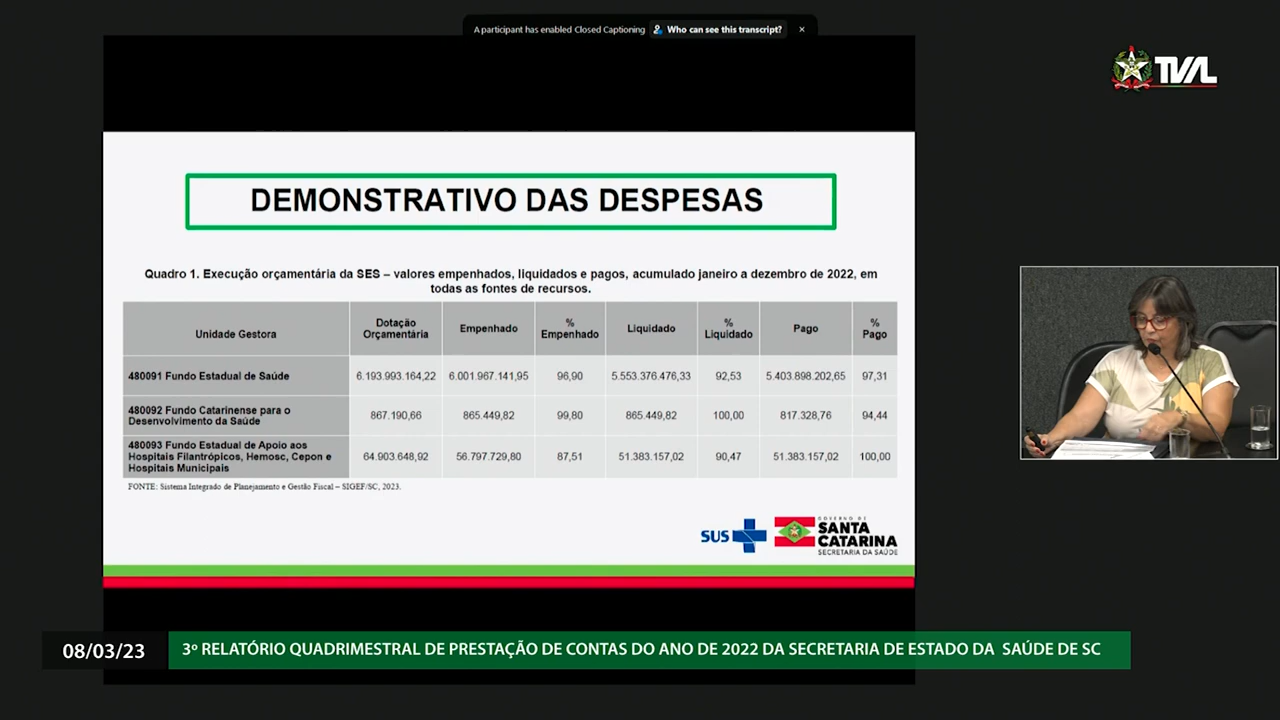 A participant has enabled Closed Captioning Who can see this transcript? ×
TVAL
DEMONSTRATIVO DAS DESPESAS
Quadro 1. Execução orçamentária da SES – valores empenhados, liquidados e pagos, acumulado janeiro a dezembro de 2022, em
todas as fontes de recursos.
Unidade Gestora
Dotação
Orçamentária
Empenhado
%
Empenhado
Liquidado
%
Liquidado
Pago
%
Pago
480091 Fundo Estadual de Saúde 6.193.993.164,22 6.001.967.141,95 96,90 5.553.376.476,33 92,53 5.403.898.202,65 97,31
480092 Fundo Catarinense para o
Desenvolvimento da Saúde
867.190,66 865.449,82 99,80 865.449,82 100,00 817.328,76 94,44
480093 Fundo Estadual de Apoio aos
Hospitais Filantrópicos, Hemosc, Cepon e
Hospitais Municipais
64.903.648,92 56.797.729,80 87,51 51.383.157,02 90,47 51.383.157,02 100,00
FONTE: Sistema Integrado de Planejamento e Gestão Fiscal – SIGEF/SC, 2023.
SUS
GOVERNO DE
SANTA
CATARINA
SECRETARIA DA SAÚDE
08/03/23
3º RELATÓRIO QUADRIMESTRAL DE PRESTAÇÃO DE CONTAS DO ANO DE 2022 DA SECRETARIA DE ESTADO DA SAÚDE DE SC